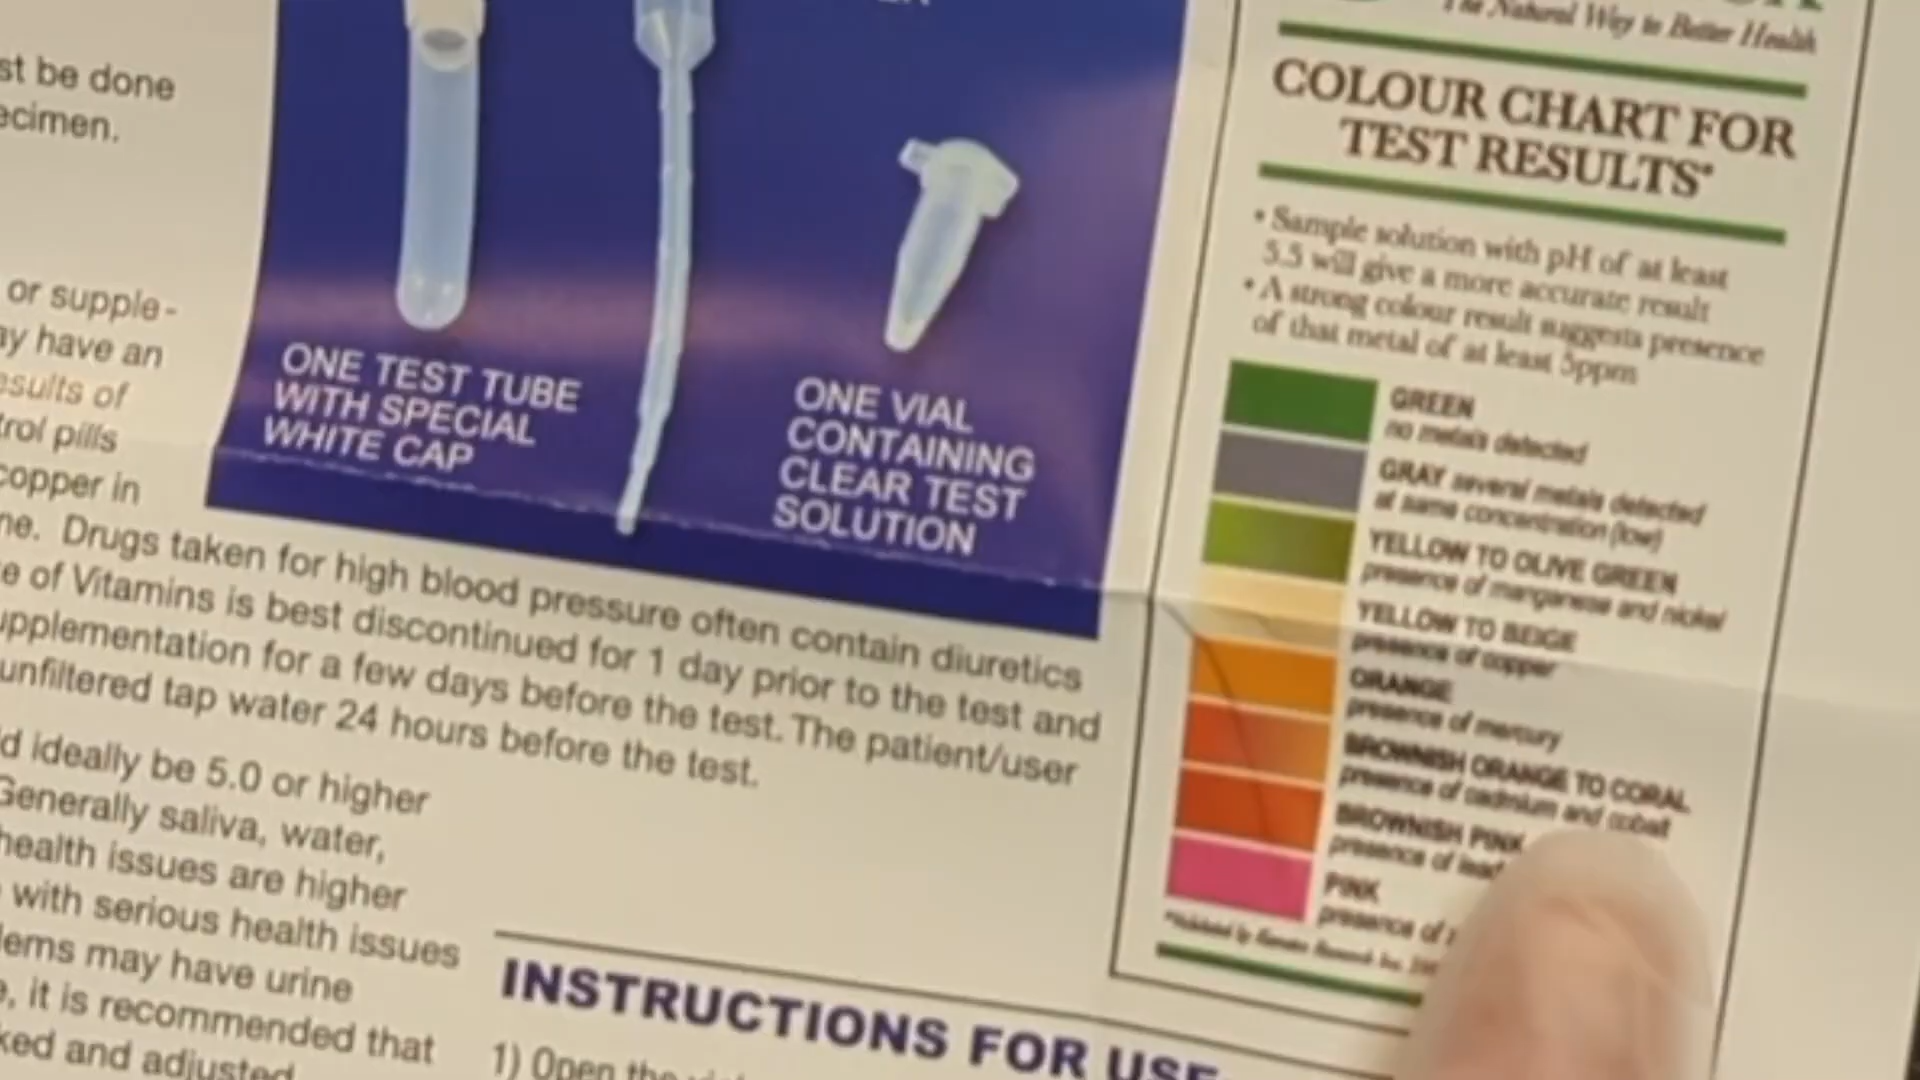 st be done
ecimen.
or supple-
ay have an
esults of
trol pills
copper in
ne. Drugs taken for high blood pressure often contain diuretics
e of Vitamins is best discontinued for 1 day prior to the test and
upplementation for a few days before the test. The patient/user
unfiltered tap water 24 hours before the test.
d ideally be 5.0 or higher
Generally saliva, water,
health issues are higher
with serious health issues
lems may have urine
e, it is recommended that
ked and adjusted
ONE TEST TUBE
WITH SPECIAL
WHITE CAP
ONE VIAL
CONTAINING
CLEAR TEST
SOLUTION
INSTRUCTIONS FOR USE
1) Open the
The Natural Way to Better Health
COLOUR CHART FOR
TEST RESULTS*
• Sample solution with pH of at least
5.5 will give a more accurate result
• A strong colour result suggests presence
of that metal of at least 5ppm
GREEN
no metals detected
GRAY several metals detected
at same concentration (low)
YELLOW TO OLIVE GREEN
presence of manganese and nickel
YELLOW TO BEIGE
presence of copper
ORANGE
presence of mercury
BROWNISH ORANGE TO CORAL
presence of cadmium and cobalt
BROWNISH PINK
presence of lead
PINK
presence of